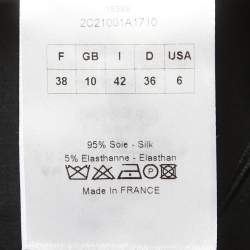 2C21001A1710
F GB I D USA
38 10 42 36 6
95% Soie - Silk
5% Elasthanne - Elasthan
Made In FRANCE